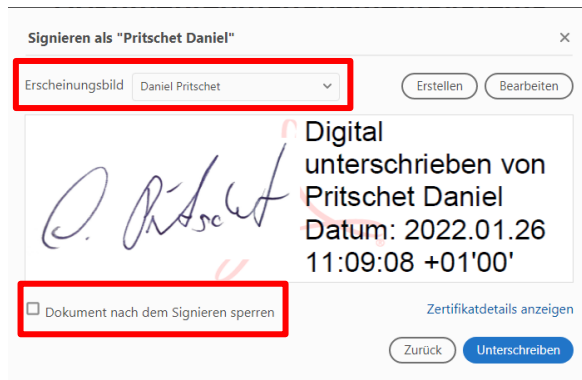 Signieren als "Pritschet Daniel"
Erscheinungsbild Daniel Pritschet Erstellen Bearbeiten
D. Pritschet
Digital
unterschrieben von
Pritschet Daniel
Datum: 2022.01.26
11:09:08 +01'00'
Dokument nach dem Signieren sperren
Zertifikatdetails anzeigen
Zurück Unterschreiben